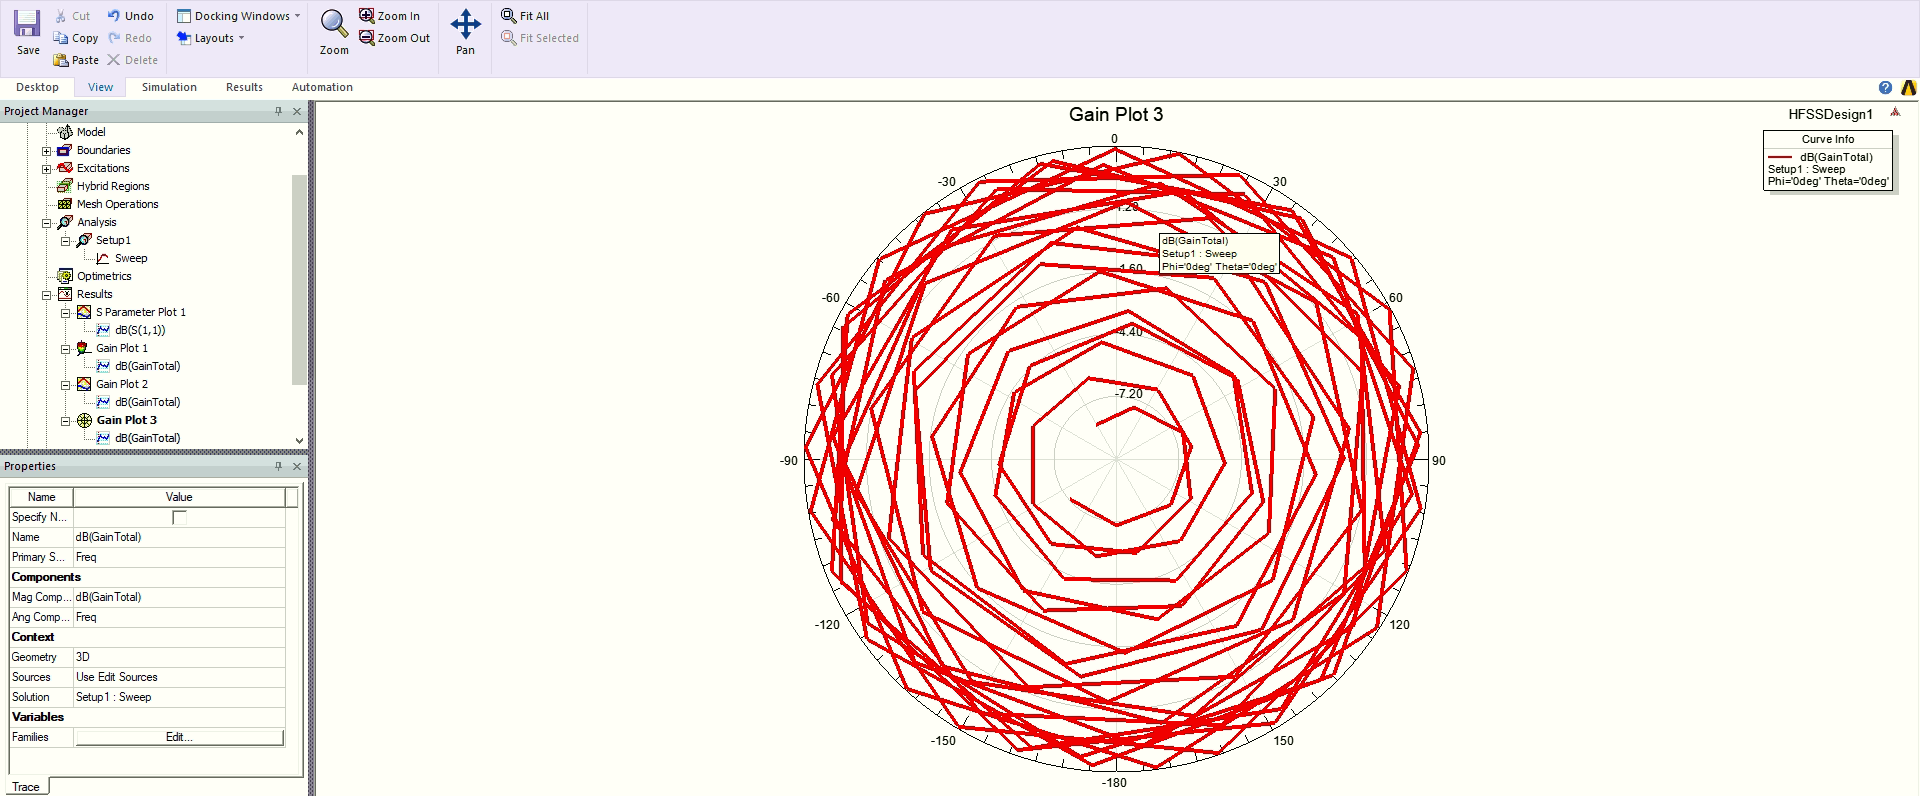 Save
Cut
Copy
Paste
Undo
Redo
Delete
Docking Windows
Layouts
Zoom
Zoom In
Zoom Out
Pan
Fit All
Fit Selected
Desktop View Simulation Results Automation
Project Manager
Model
Boundaries
Excitations
Hybrid Regions
Mesh Operations
Analysis
Setup1
Sweep
Optimetrics
Results
S Parameter Plot 1
dB(S(1,1))
Gain Plot 1
dB(GainTotal)
Gain Plot 2
dB(GainTotal)
Gain Plot 3
dB(GainTotal)
Properties
Name Value
Specify N...
Name dB(GainTotal)
Primary S... Freq
Components
Mag Comp... dB(GainTotal)
Ang Comp... Freq
Context
Geometry 3D
Sources Use Edit Sources
Solution Setup1 : Sweep
Variables
Families Edit...
Trace
Gain Plot 3
HFSSDesign1
Curve Info
dB(GainTotal)
Setup1 : Sweep
Phi='0deg' Theta='0deg'
0
-30
30
-60
60
-90
90
-120
120
-150
150
-180
1.20
-1.60
-4.40
-7.20
dB(GainTotal)
Setup1 : Sweep
Phi='0deg' Theta='0deg'